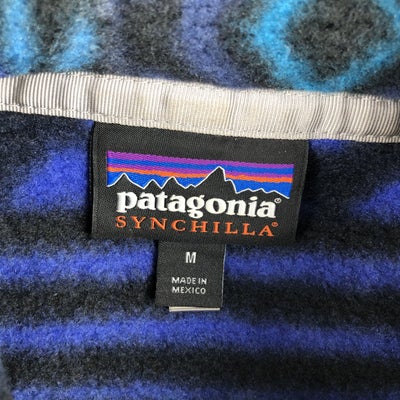 patagonia
SYNCHILLA
M
MADE IN
MEXICO